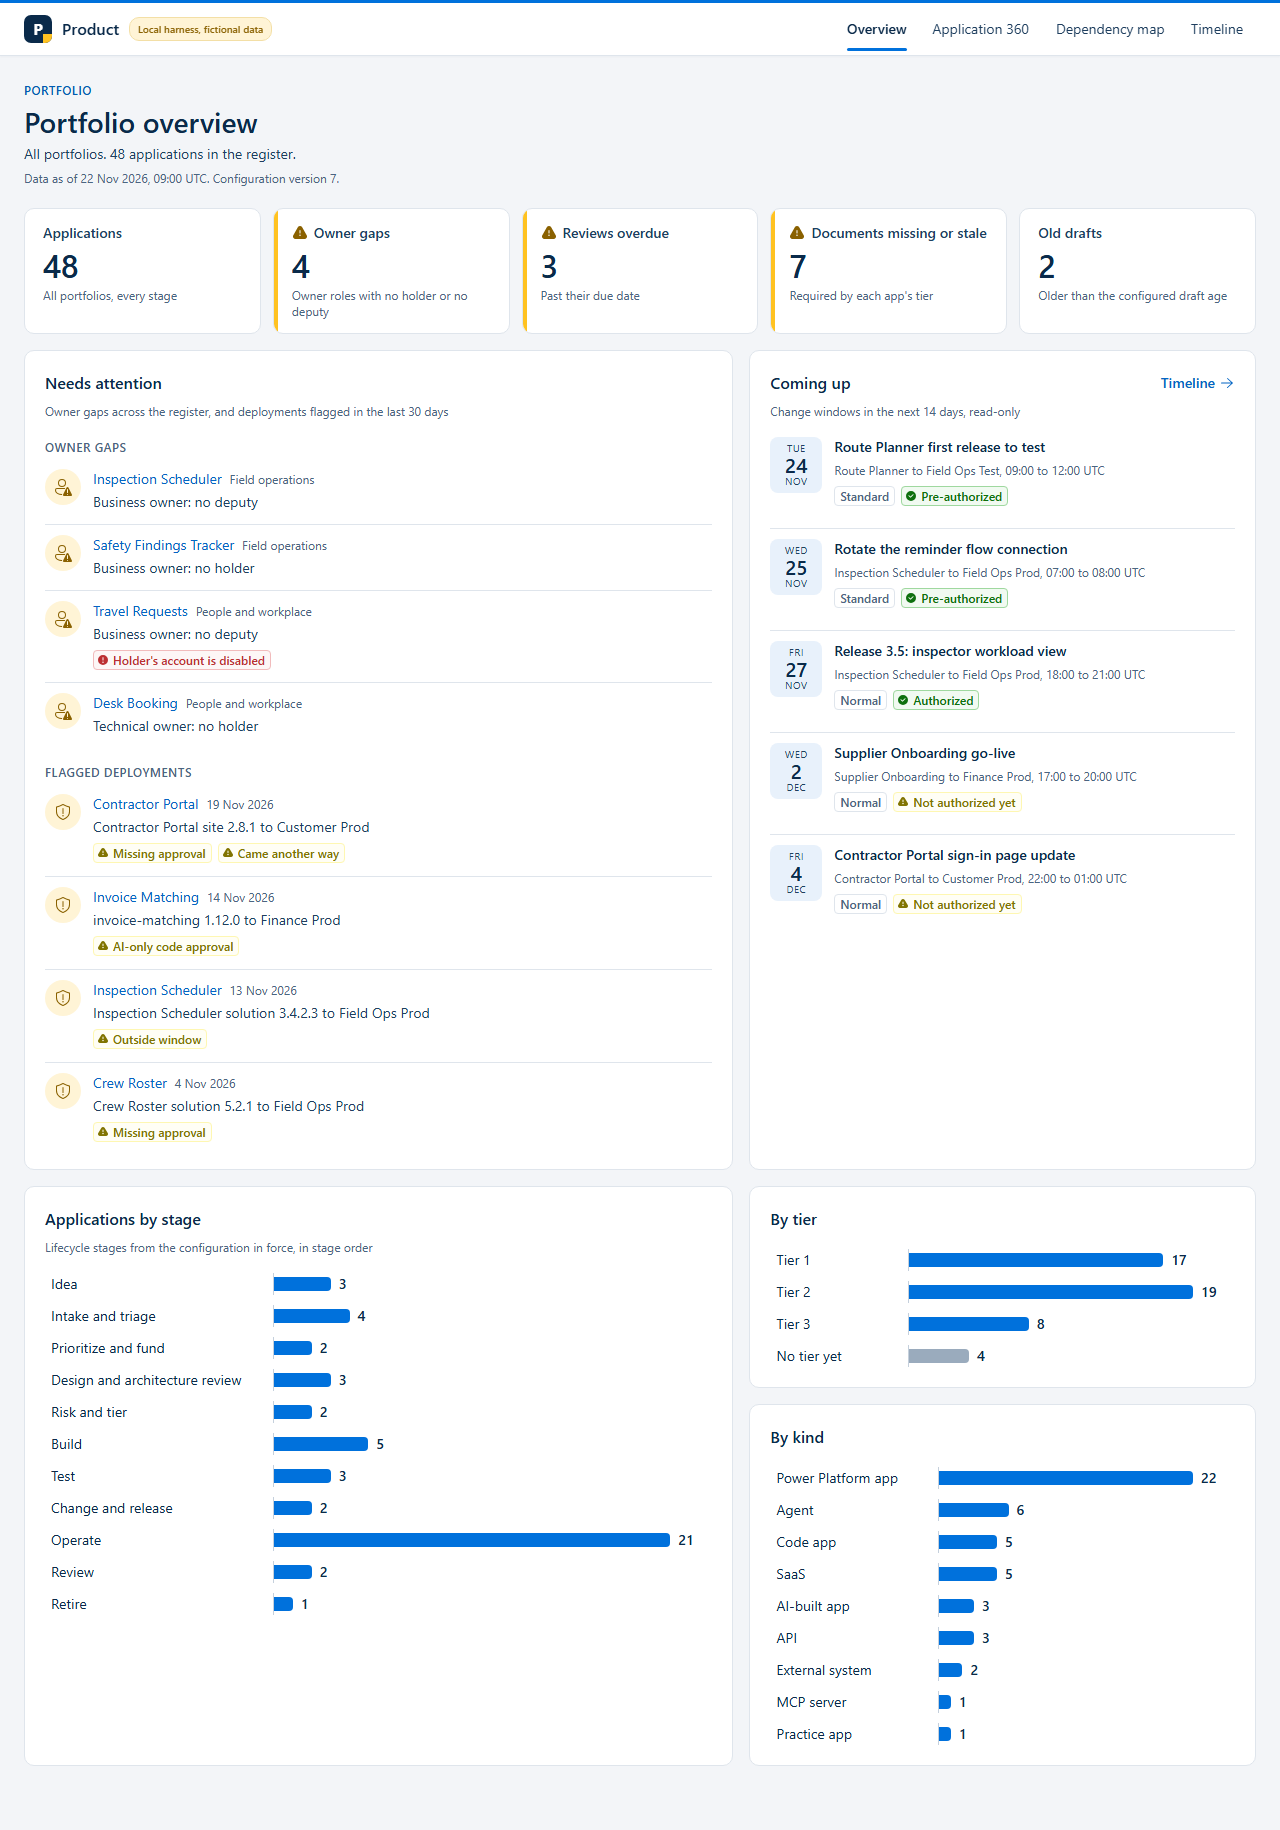 P Product Local harness, fictional data Overview Application 360 Dependency map Timeline
PORTFOLIO
Portfolio overview
All portfolios. 48 applications in the register.
Data as of 22 Nov 2026, 09:00 UTC. Configuration version 7.
Applications
48
All portfolios, every stage
Owner gaps
4
Owner roles with no holder or no
deputy
Reviews overdue
3
Past their due date
Documents missing or stale
7
Required by each app's tier
Old drafts
2
Older than the configured draft age
Needs attention
Owner gaps across the register, and deployments flagged in the last 30 days
OWNER GAPS
Inspection Scheduler Field operations
Business owner: no deputy
Safety Findings Tracker Field operations
Business owner: no holder
Travel Requests People and workplace
Business owner: no deputy
Holder's account is disabled
Desk Booking People and workplace
Technical owner: no holder
FLAGGED DEPLOYMENTS
Contractor Portal 19 Nov 2026
Contractor Portal site 2.8.1 to Customer Prod
Missing approval Came another way
Invoice Matching 14 Nov 2026
invoice-matching 1.12.0 to Finance Prod
AI-only code approval
Inspection Scheduler 13 Nov 2026
Inspection Scheduler solution 3.4.2.3 to Field Ops Prod
Outside window
Crew Roster 4 Nov 2026
Crew Roster solution 5.2.1 to Field Ops Prod
Missing approval
Coming up Timeline
Change windows in the next 14 days, read-only
TUE
24
NOV
Route Planner first release to test
Route Planner to Field Ops Test, 09:00 to 12:00 UTC
Standard Pre-authorized
WED
25
NOV
Rotate the reminder flow connection
Inspection Scheduler to Field Ops Prod, 07:00 to 08:00 UTC
Standard Pre-authorized
FRI
27
NOV
Release 3.5: inspector workload view
Inspection Scheduler to Field Ops Prod, 18:00 to 21:00 UTC
Normal Authorized
WED
2
DEC
Supplier Onboarding go-live
Supplier Onboarding to Finance Prod, 17:00 to 20:00 UTC
Normal Not authorized yet
FRI
4
DEC
Contractor Portal sign-in page update
Contractor Portal to Customer Prod, 22:00 to 01:00 UTC
Normal Not authorized yet
Applications by stage
Lifecycle stages from the configuration in force, in stage order
Idea 3
Intake and triage 4
Prioritize and fund 2
Design and architecture review 3
Risk and tier 2
Build 5
Test 3
Change and release 2
Operate 21
Review 2
Retire 1
By tier
Tier 1 17
Tier 2 19
Tier 3 8
No tier yet 4
By kind
Power Platform app 22
Agent 6
Code app 5
SaaS 5
AI-built app 3
API 3
External system 2
MCP server 1
Practice app 1